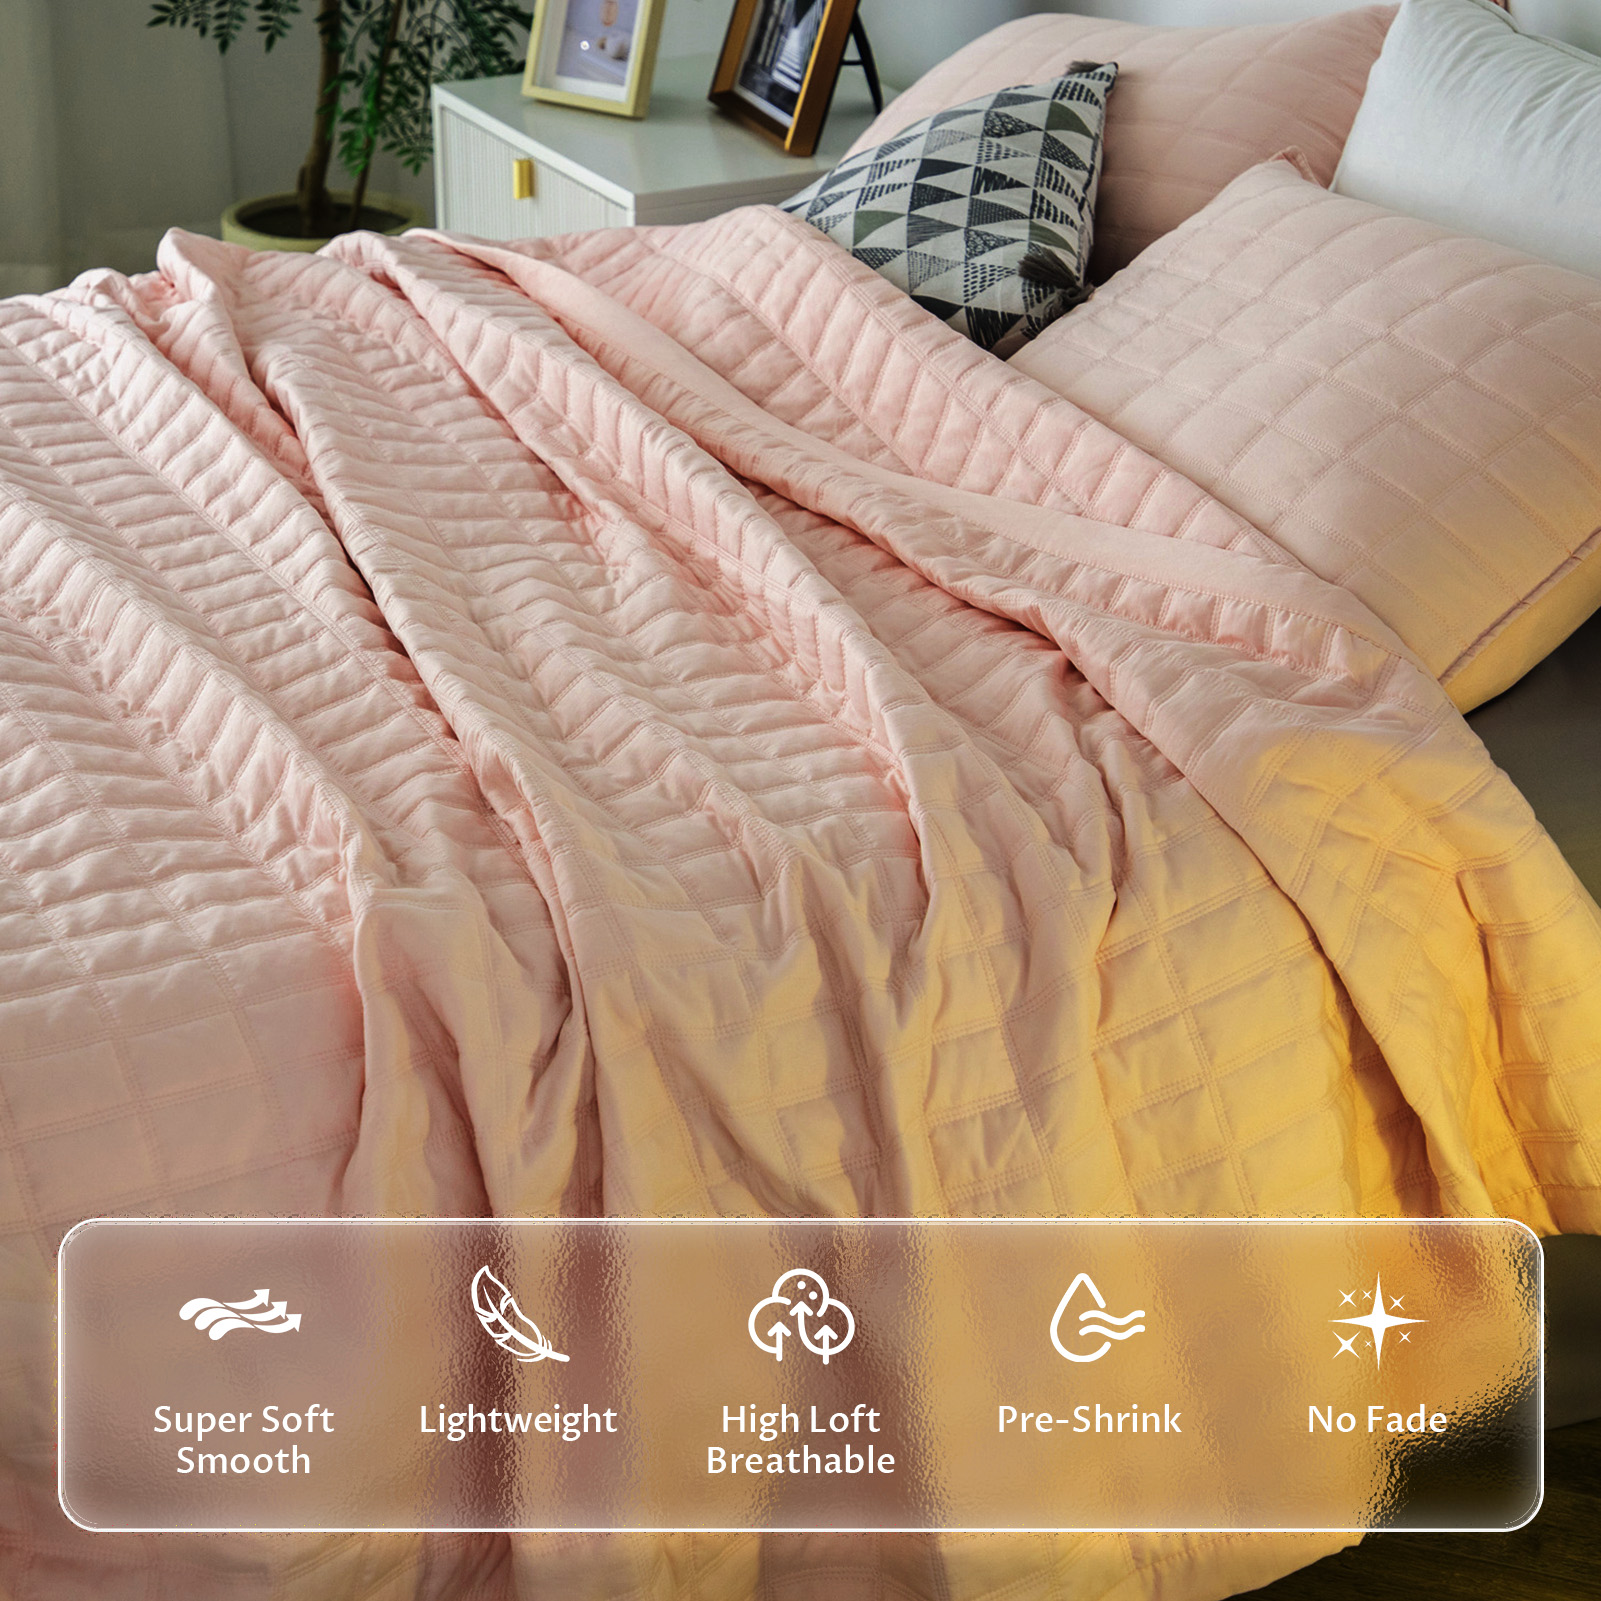 Super Soft
Smooth
Lightweight
High Loft
Breathable
Pre-Shrink
No Fade